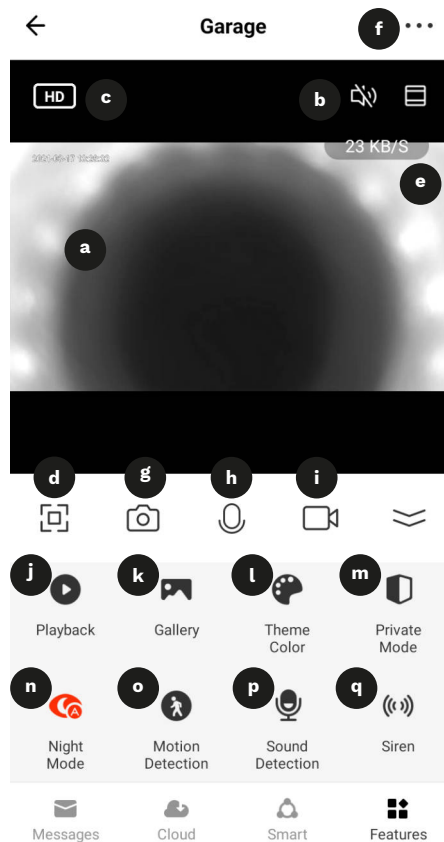 Garage
f
HD
c
b
23 KB/S
e
a
d
g
h
i
j
k
l
m
Playback
Gallery
Theme
Color
Private
Mode
n
A
o
p
q
Night
Mode
Motion
Detection
Sound
Detection
Siren
Messages
Cloud
Smart
Features